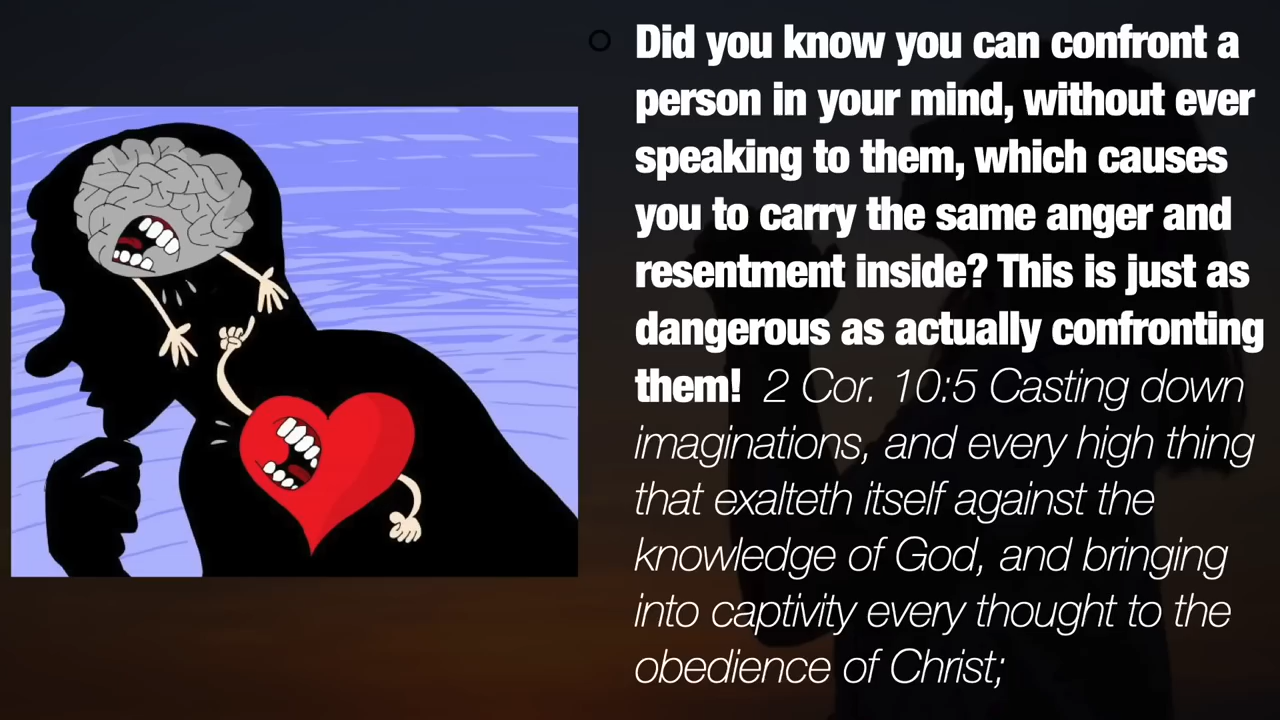 Did you know you can confront a
person in your mind, without ever
speaking to them, which causes
you to carry the same anger and
resentment inside? This is just as
dangerous as actually confronting
them! 2 Cor. 10:5 Casting down
imaginations, and every high thing
that exalteth itself against the
knowledge of God, and bringing
into captivity every thought to the
obedience of Christ;